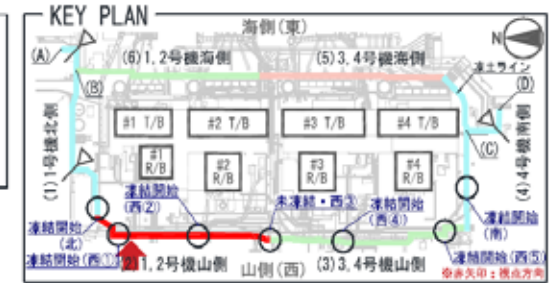 KEY PLAN
海側(東)
N
(A)
(6)1,2号機海側
(5)3,4号機海側
凍土ライン
(B)
(D)
#1 T/B
#2 T/B
#3 T/B
#4 T/B
(1)1号機北側
(4)4号機南側
(C)
#1
R/B
#2
R/B
#3
R/B
#4
R/B
凍結開始
(西②)
未凍結・西③
凍結開始
(西④)
凍結開始
(北)
凍結開始
(南)
凍結開始(西①)
(2)1,2号機山側
山側(西)
(3)3,4号機山側
凍結開始(西⑤)
※赤矢印：視点方向